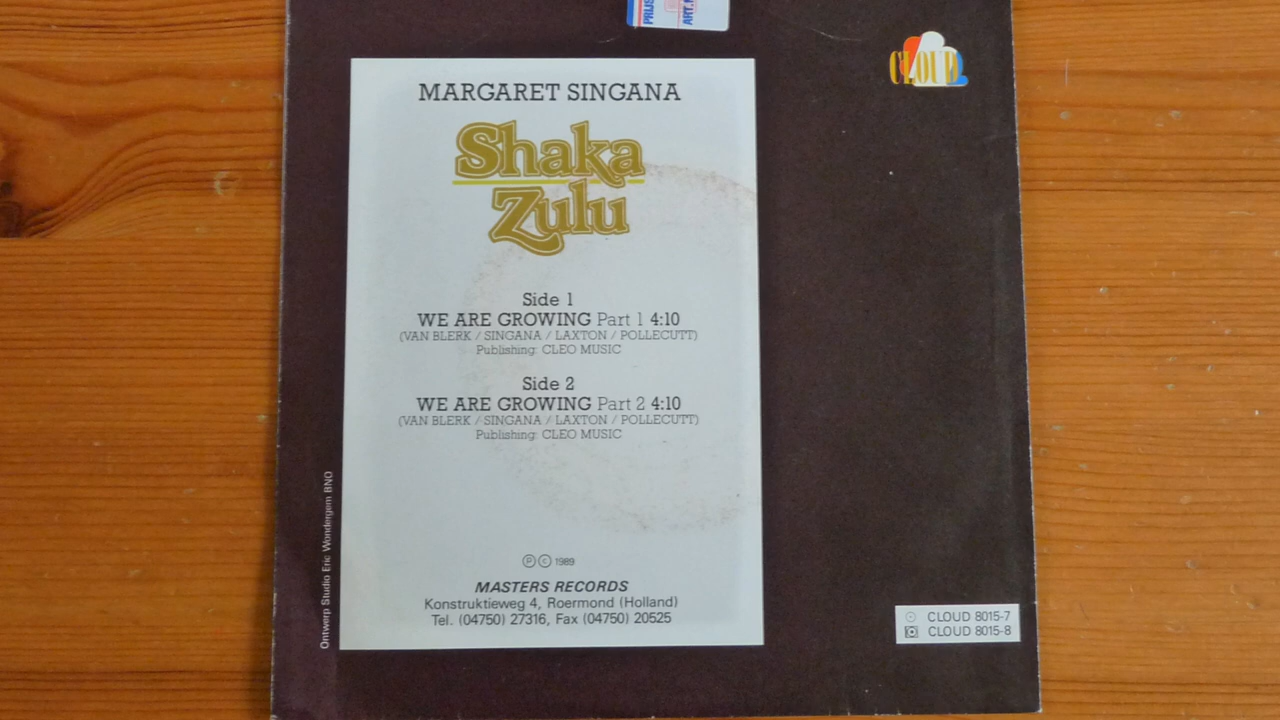 PRIJS
ART.
CLOUD
MARGARET SINGANA
Shaka
Zulu
Side 1
WE ARE GROWING Part 1 4:10
(VAN BLERK / SINGANA / LAXTON / POLLECUTT)
Publishing: CLEO MUSIC
Side 2
WE ARE GROWING Part 2 4:10
(VAN BLERK / SINGANA / LAXTON / POLLECUTT)
Publishing: CLEO MUSIC
Ⓟ © 1989
MASTERS RECORDS
Konstruktieweg 4, Roermond (Holland)
Tel. (04750) 27316, Fax (04750) 20525
Ontwerp Studio Eric Wondergem BNO
CLOUD 8015-7
CLOUD 8015-8